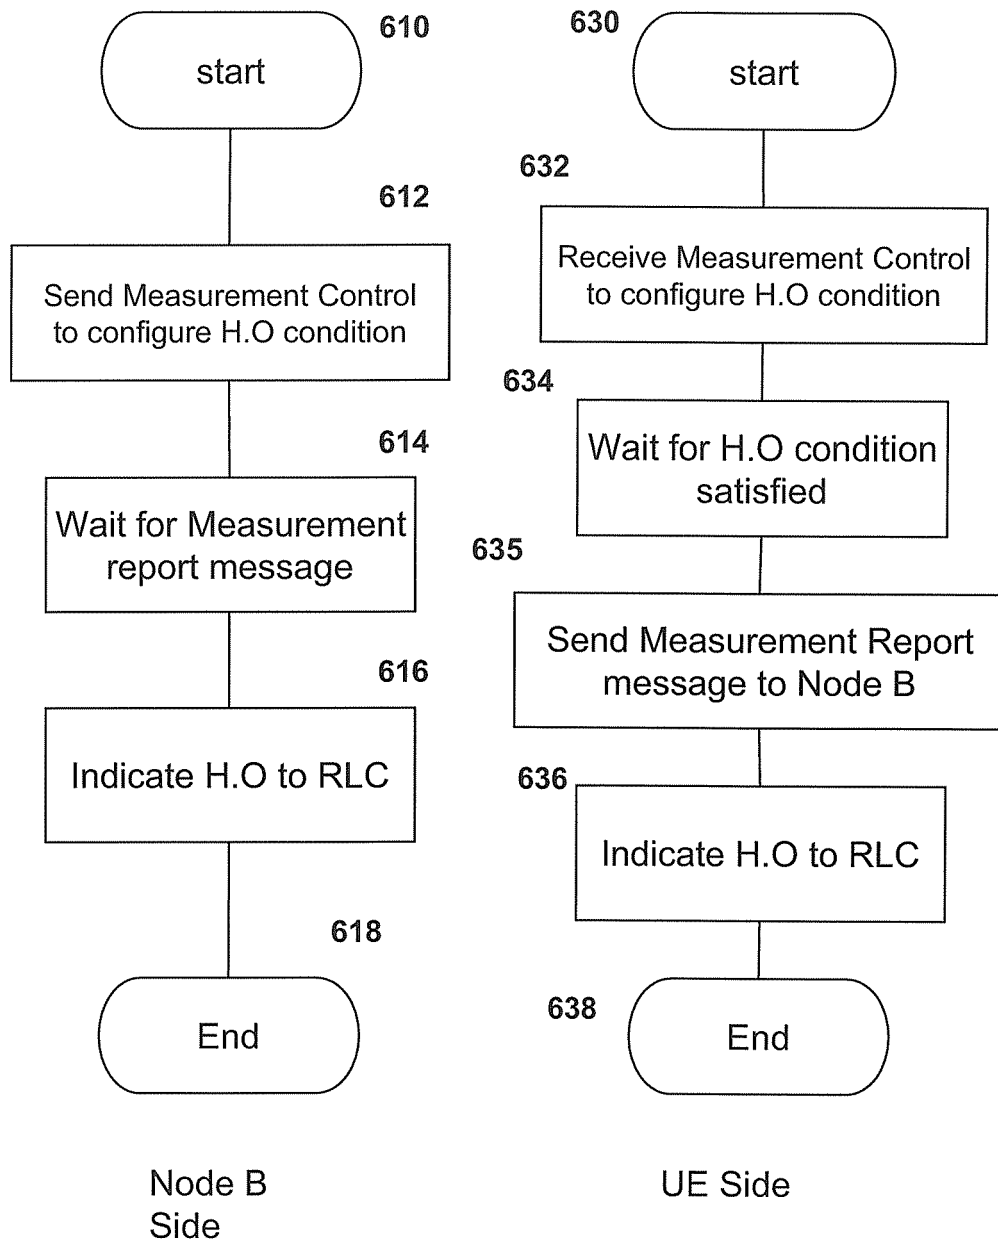 610
start
612
Send Measurement Control
to configure H.O condition
614
Wait for Measurement
report message
616
Indicate H.O to RLC
618
End
Node B
Side
630
start
632
Receive Measurement Control
to configure H.O condition
634
Wait for H.O condition
satisfied
635
Send Measurement Report
message to Node B
636
Indicate H.O to RLC
638
End
UE Side